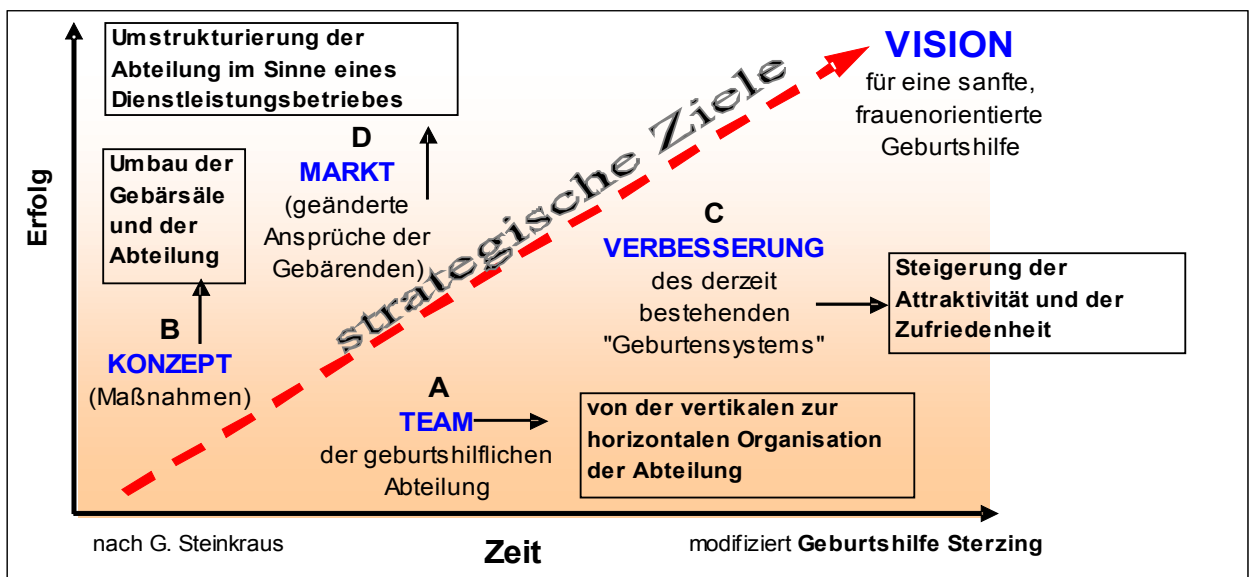 Umstrukturierung der
Abteilung im Sinne eines
Dienstleistungsbetriebes
VISION
für eine sanfte,
frauenorientierte
Geburtshilfe
strategische Ziele
D
MARKT
(geänderte
Ansprüche der
Gebärenden)
Umbau der
Gebärsäle
und der
Abteilung
Erfolg
C
VERBESSERUNG
des derzeit
bestehenden
"Geburtensystems"
Steigerung der
Attraktivität und der
Zufriedenheit
B
KONZEPT
(Maßnahmen)
A
TEAM
der geburtshilflichen
Abteilung
von der vertikalen zur
horizontalen Organisation
der Abteilung
nach G. Steinkraus
Zeit
modifiziert Geburtshilfe Sterzing